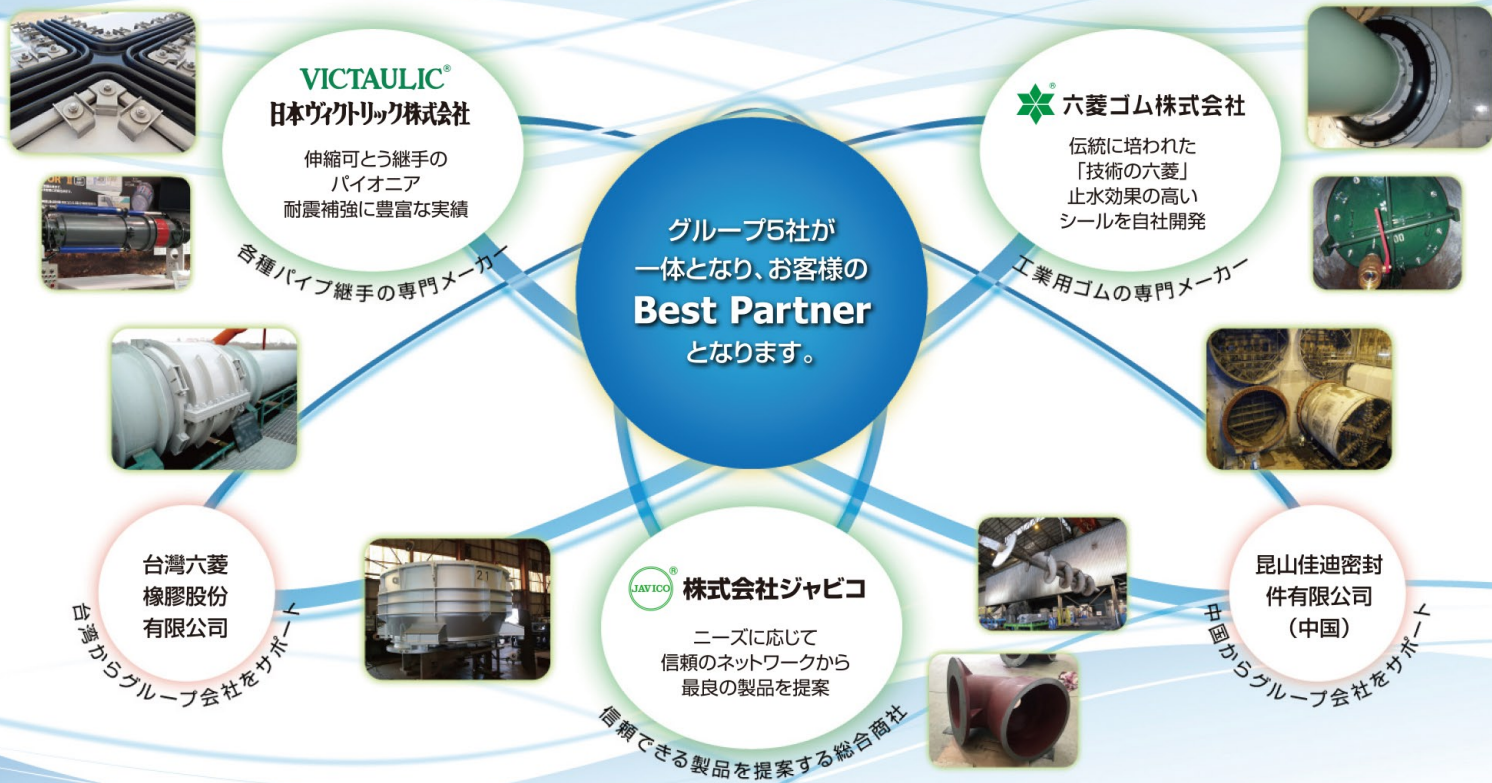 VICTAULIC®
日本ヴィクトリック株式会社
伸縮可とう継手の
パイオニア
耐震補強に豊富な実績
各種パイプ継手の専門メーカー
® 六菱ゴム株式会社
伝統に培われた
「技術の六菱」
止水効果の高い
シールを自社開発
工業用ゴムの専門メーカー
グループ5社が
一体となり、お客様の
Best Partner
となります。
台灣六菱
橡膠股份
有限公司
台湾からグループ会社をサポート
21
JAVICO® 株式会社ジャビコ
ニーズに応じて
信頼のネットワークから
最良の製品を提案
信頼できる製品を提案する総合商社
昆山佳迪密封
件有限公司
（中国）
中国からグループ会社をサポート